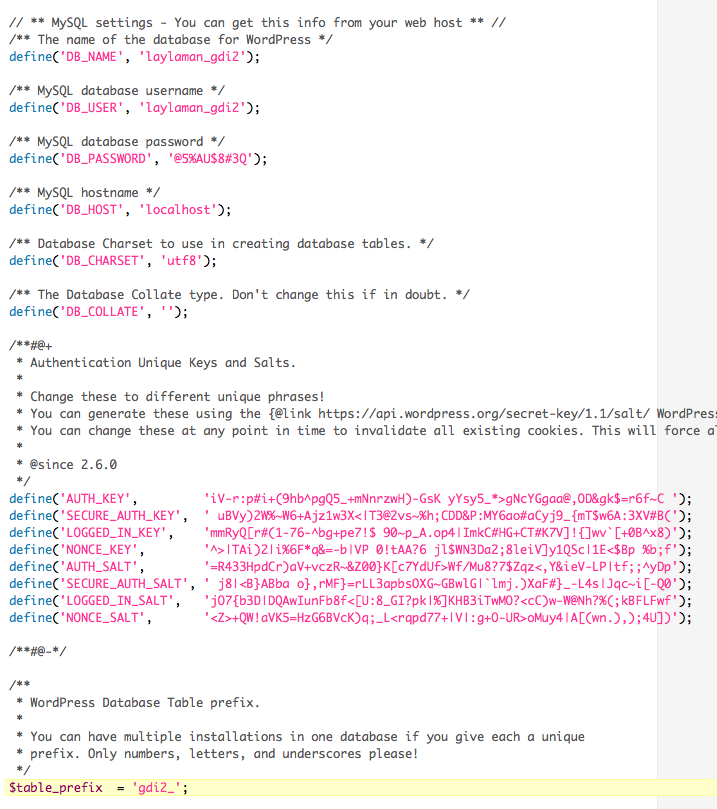 // ** MySQL settings - You can get this info from your web host ** //
/** The name of the database for WordPress */
define('DB_NAME', 'laylaman_gdi2');
/** MySQL database username */
define('DB_USER', 'laylaman_gdi2');
/** MySQL database password */
define('DB_PASSWORD', '@5%AU$8#3Q');
/** MySQL hostname */
define('DB_HOST', 'localhost');
/** Database Charset to use in creating database tables. */
define('DB_CHARSET', 'utf8');
/** The Database Collate type. Don't change this if in doubt. */
define('DB_COLLATE', '');
/**#@+
 * Authentication Unique Keys and Salts.
 *
 * Change these to different unique phrases!
 * You can generate these using the {@link https://api.wordpress.org/secret-key/1.1/salt/ WordPress
 * You can change these at any point in time to invalidate all existing cookies. This will force al
 *
 * @since 2.6.0
 */
define('AUTH_KEY',         'iV-r:p#i+(9hb^pgQ5_+mNnrzwH)-GsK yYsy5_*>gNcYGgaa@,OD&gk$=r6f~C ');
define('SECURE_AUTH_KEY',  ' uBVy)2W%~W6+Ajz1w3X<|T3@2vs~%h;CDD&P:MY6ao#aCyj9_{mT$w6A:3XV#B(');
define('LOGGED_IN_KEY',    'mmRyQ[r#(1-76-^bg+pe7!$ 90~p_A.op4|ImkC#HG+CT#K7V]!{]wv`[+0B^x8)');
define('NONCE_KEY',        '^>|TAi)2|i%6F*q&=-b|VP 0!tAA?6 jl$WN3Da2;8leiV]y1QSc|1E<$Bp %b;f');
define('AUTH_SALT',        '=R433HpdCr)aV+vczR~&Z00}K[c7YdUf>Wf/Mu8?7$Zqz<,Y&ieV-LP|tf;;^yDp');
define('SECURE_AUTH_SALT', ' j8|<B}ABba o},rMF}=rLL3apbsOXG~GBwlG|`lmj.)XaF#}_-L4s|Jqc~i[-Q0');
define('LOGGED_IN_SALT',   'jO7{b3D|DQAwIunFb8f<[U:8_GI?pk|%]KHB3iTwMO?<cC)w-W@Nh?%(;kBFLFwf');
define('NONCE_SALT',       '<Z>+QW!aVK5=HzG6BVcK)q;_L<rqpd77+|V|:g+O-UR>oMuy4|A[(wn.),);4U])');
/**#@-*/
/**
 * WordPress Database Table prefix.
 *
 * You can have multiple installations in one database if you give each a unique
 * prefix. Only numbers, letters, and underscores please!
 */
$table_prefix  = 'gdi2_';